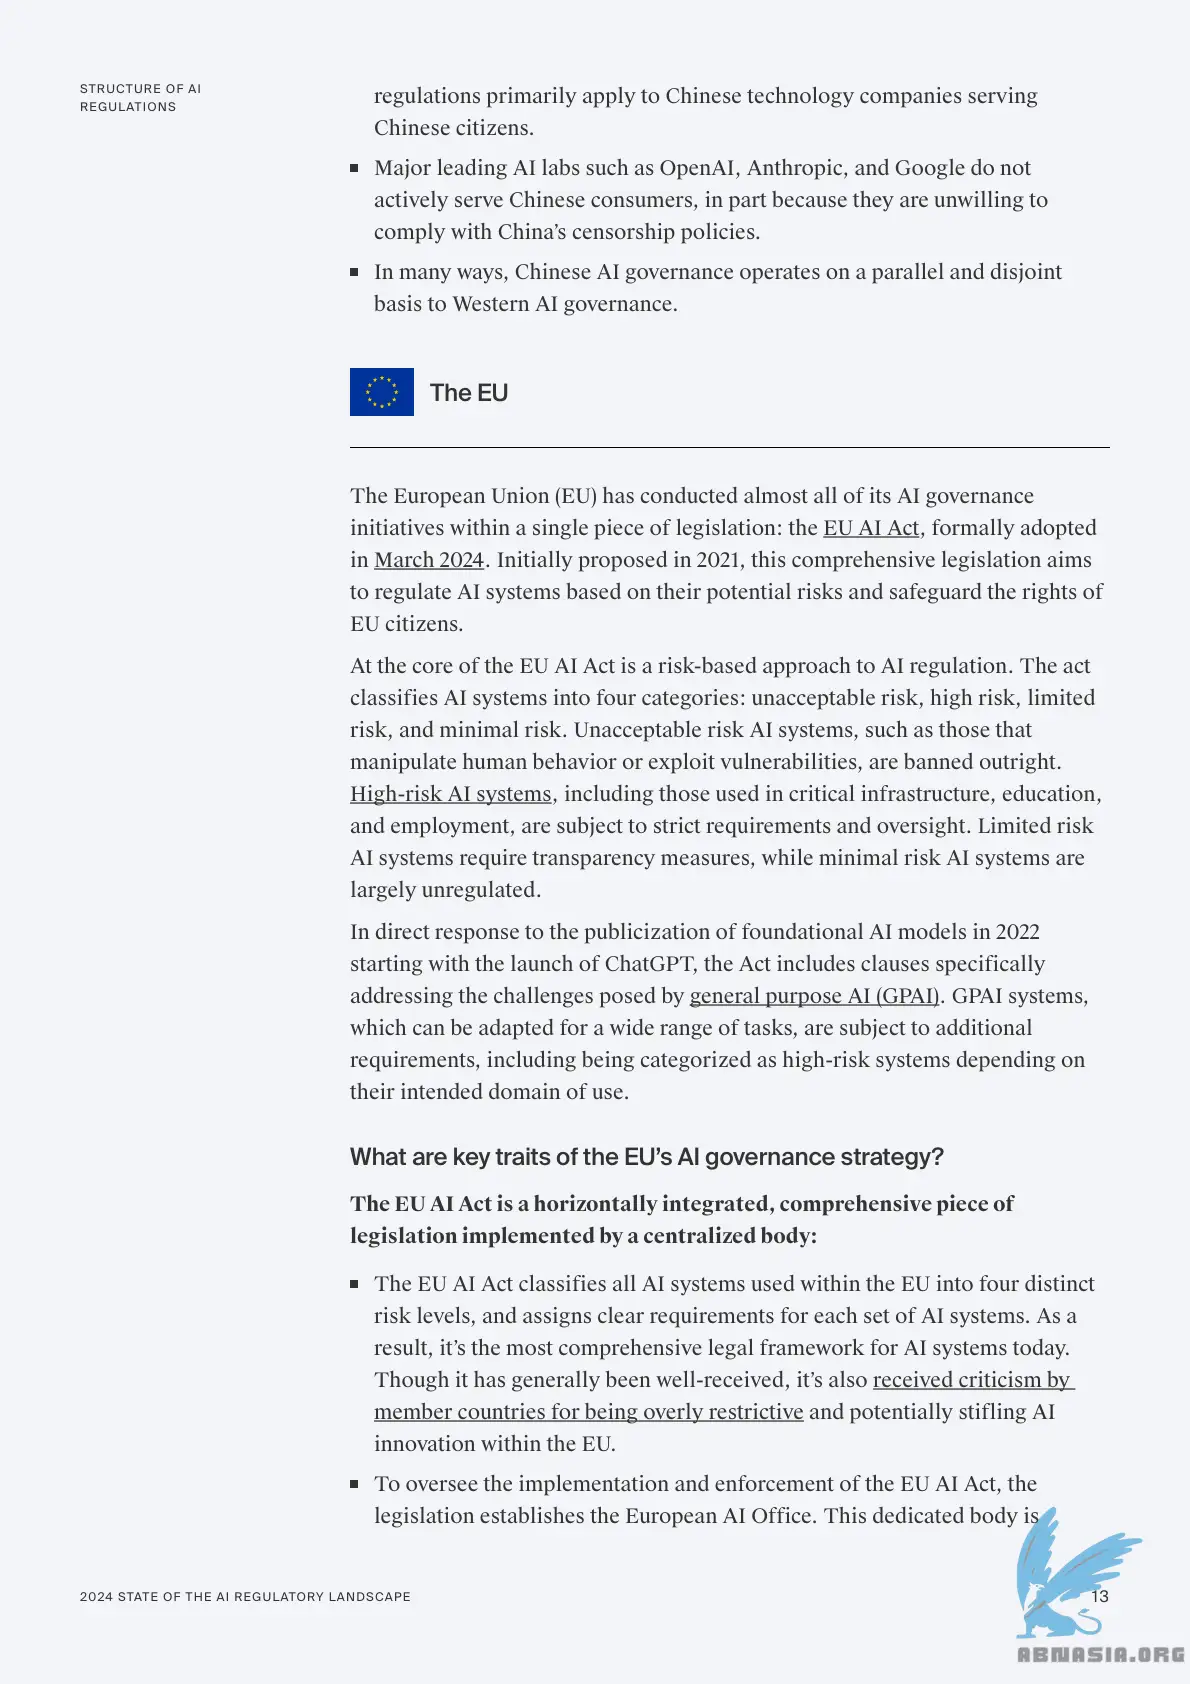 STRUCTURE OF AI
REGULATIONS
regulations primarily apply to Chinese technology companies serving
Chinese citizens.
Major leading AI labs such as OpenAI, Anthropic, and Google do not
actively serve Chinese consumers, in part because they are unwilling to
comply with China’s censorship policies.
In many ways, Chinese AI governance operates on a parallel and disjoint
basis to Western AI governance.
The EU
The European Union (EU) has conducted almost all of its AI governance
initiatives within a single piece of legislation: the EU AI Act, formally adopted
in March 2024. Initially proposed in 2021, this comprehensive legislation aims
to regulate AI systems based on their potential risks and safeguard the rights of
EU citizens.
At the core of the EU AI Act is a risk-based approach to AI regulation. The act
classifies AI systems into four categories: unacceptable risk, high risk, limited
risk, and minimal risk. Unacceptable risk AI systems, such as those that
manipulate human behavior or exploit vulnerabilities, are banned outright.
High-risk AI systems, including those used in critical infrastructure, education,
and employment, are subject to strict requirements and oversight. Limited risk
AI systems require transparency measures, while minimal risk AI systems are
largely unregulated.
In direct response to the publicization of foundational AI models in 2022
starting with the launch of ChatGPT, the Act includes clauses specifically
addressing the challenges posed by general purpose AI (GPAI). GPAI systems,
which can be adapted for a wide range of tasks, are subject to additional
requirements, including being categorized as high-risk systems depending on
their intended domain of use.
What are key traits of the EU’s AI governance strategy?
The EU AI Act is a horizontally integrated, comprehensive piece of
legislation implemented by a centralized body:
The EU AI Act classifies all AI systems used within the EU into four distinct
risk levels, and assigns clear requirements for each set of AI systems. As a
result, it’s the most comprehensive legal framework for AI systems today.
Though it has generally been well-received, it’s also received criticism by
member countries for being overly restrictive and potentially stifling AI
innovation within the EU.
To oversee the implementation and enforcement of the EU AI Act, the
legislation establishes the European AI Office. This dedicated body is
2024 STATE OF THE AI REGULATORY LANDSCAPE
13
ABNASIA.ORG